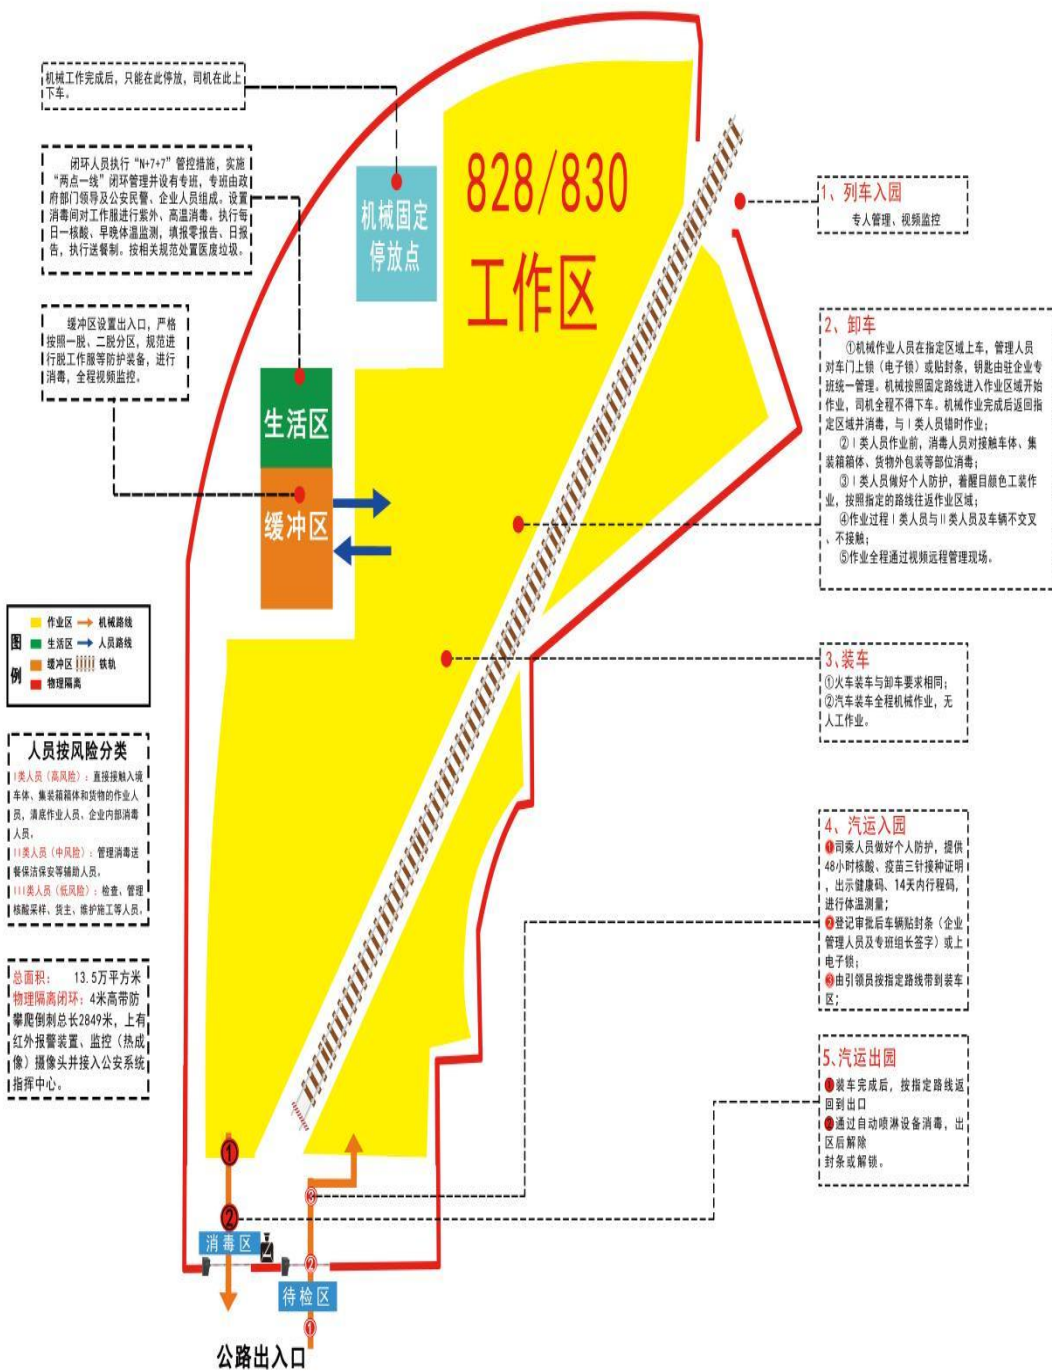 机械工作完成后，只能在此停放，司机在此上
下车。
闭环人员执行“N+7+7”管控措施，实施
“两点一线”闭环管理并设有专班，专班由政
府部门领导及公安民警、企业人员组成。设置
消毒间对工作服进行紫外、高温消毒。执行每
日一核酸、早晚体温监测，填报零报告、日报
告，执行送餐制。按相关规范处置医废垃圾。
缓冲区设置出入口，严格
按照一脱、二脱分区，规范进
行脱工作服等防护装备，进行
消毒，全程视频监控。
机械固定
停放点
828/830
工作区
生活区
缓冲区
图例
作业区 机械路线
生活区 人员路线
缓冲区 铁轨
物理隔离
人员按风险分类
I类人员（高风险）：直接接触入境
车体、集装箱箱体和货物的作业人
员，清底作业人员、企业内部消毒
人员。
II类人员（中风险）：管理消毒送
餐保洁保安等辅助人员。
III类人员（低风险）：检查、管理
核酸采样、货主、维护施工等人员。
总面积： 13.5万平方米
物理隔离闭环：4米高带防
攀爬倒刺总长2849米，上有
红外报警装置、监控（热成
像）摄像头并接入公安系统
指挥中心。
1、列车入园
专人管理、视频监控
2、卸车
①机械作业人员在指定区域上车，管理人员
对车门上锁（电子锁）或贴封条，钥匙由驻企业专
班统一管理。机械按照固定路线进入作业区域开始
作业，司机全程不得下车。机械作业完成后返回指
定区域并消毒，与I类人员错时作业；
②I类人员作业前，消毒人员对接触车体、集
装箱箱体、货物外包装等部位消毒；
③I类人员做好个人防护，着醒目颜色工装作
业，按照指定的路线往返作业区域；
④作业过程I类人员与II类人员及车辆不交叉
、不接触；
⑤作业全程通过视频远程管理现场。
3、装车
①火车装车与卸车要求相同；
②汽车装车全程机械作业，无
人工作业。
4、汽运入园
①司乘人员做好个人防护，提供
48小时核酸、疫苗三针接种证明
，出示健康码、14天内行程码，
进行体温测量；
②登记审批后车辆贴封条（企业
管理人员及专班组长签字）或上
电子锁；
③由引领员按指定路线带到装车
区；
5、汽运出园
①装车完成后，按指定路线返
回到出口
②通过自动喷淋设备消毒，出
区后解除
封条或解锁。
①
②
消毒区
③
②
待检区
①
公路出入口